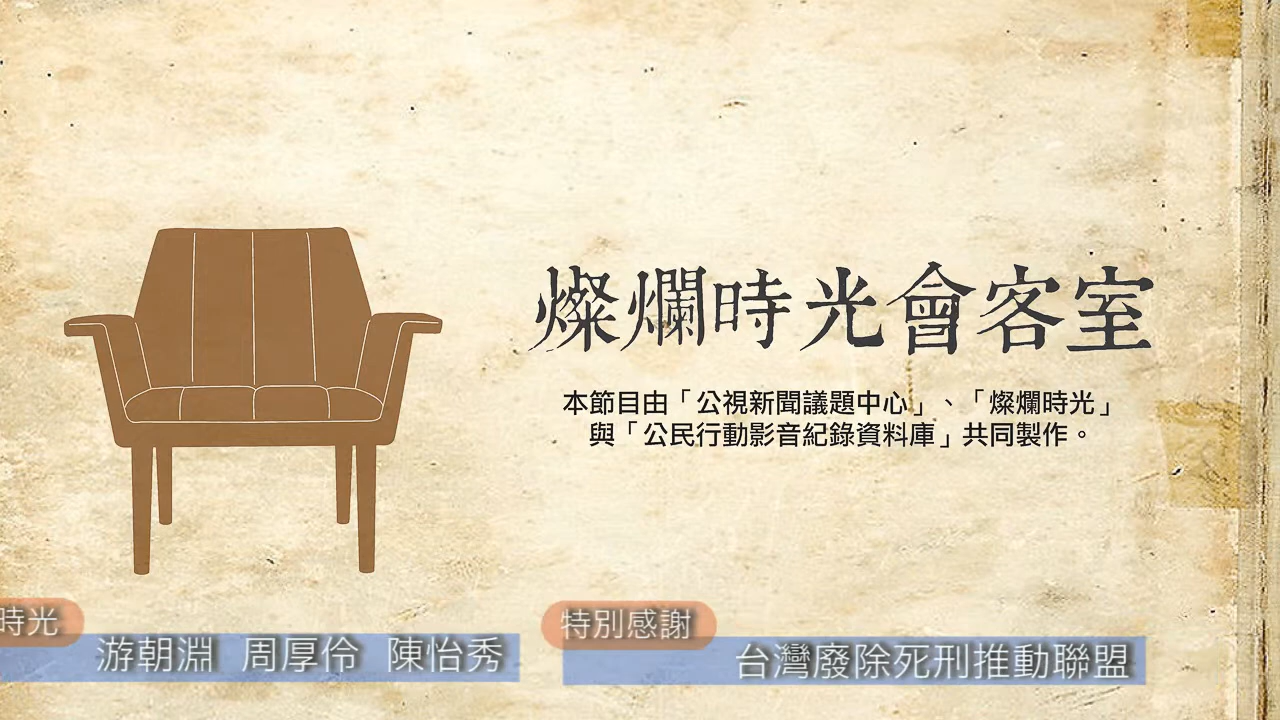 燦爛時光會客室
本節目由「公視新聞議題中心」、「燦爛時光」
與「公民行動影音紀錄資料庫」共同製作。
時光
游朝淵 周厚伶 陳怡秀
特別感謝
台灣廢除死刑推動聯盟